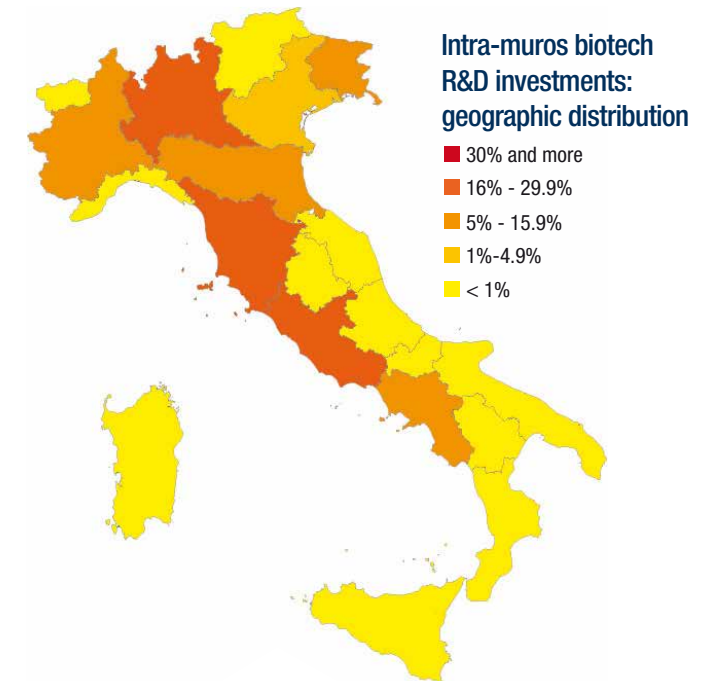 Intra-muros biotech
R&D investments:
geographic distribution
30% and more
16% - 29.9%
5% - 15.9%
1%-4.9%
< 1%